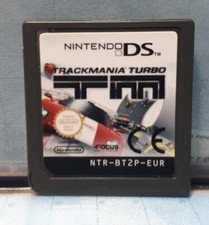 NINTENDO DS
TRACKMANIA TURBO
TM
Nintendo
FOCUS
CE
NTR-BT2P-EUR